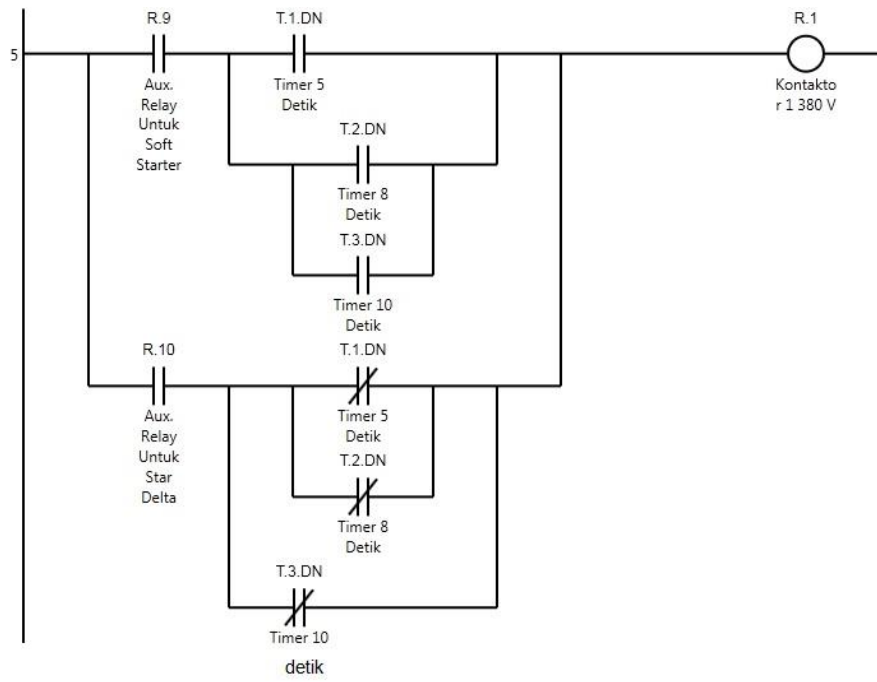 R.9
T.1.DN
R.1
5
Aux.
Relay
Untuk
Soft
Starter
Timer 5
Detik
Kontakto
r 1 380 V
T.2.DN
Timer 8
Detik
T.3.DN
Timer 10
Detik
R.10
T.1.DN
Aux.
Relay
Untuk
Star
Delta
Timer 5
Detik
T.2.DN
Timer 8
Detik
T.3.DN
Timer 10
detik